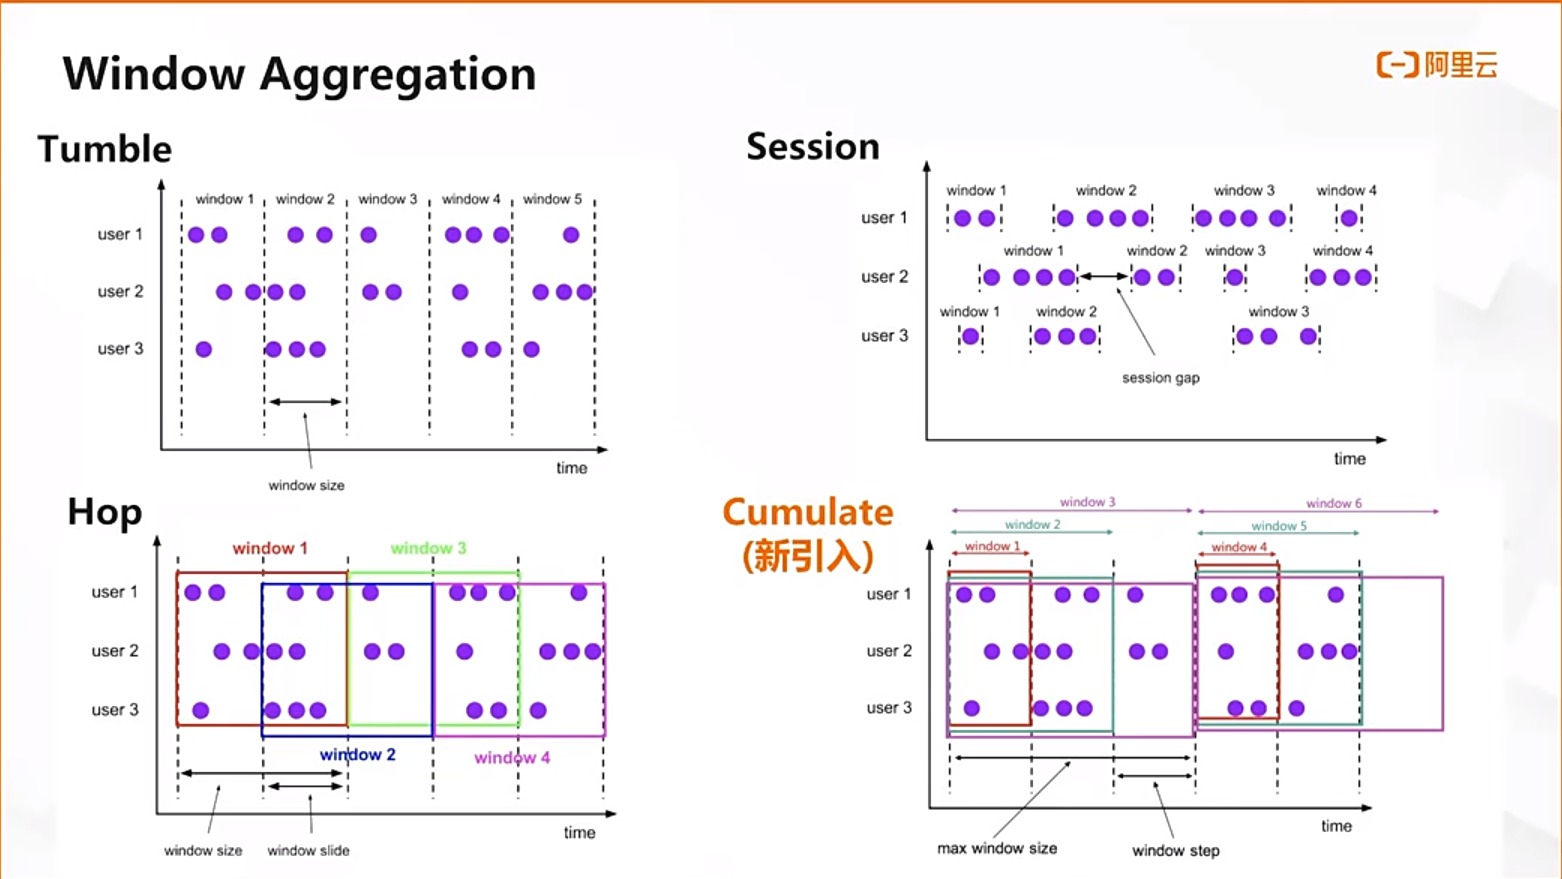 Window Aggregation
阿里云
Tumble
window 1 window 2 window 3 window 4 window 5
user 1
user 2
user 3
time
window size
Session
window 1 window 2 window 3 window 4
user 1
window 1 window 2 window 3 window 4
user 2
window 1 window 2 window 3
user 3
session gap
time
Hop
window 1 window 3
user 1
user 2
user 3
window 2 window 4
time
window size window slide
Cumulate
(新引入)
window 3 window 6
window 2 window 5
window 1 window 4
user 1
user 2
user 3
time
max window size window step